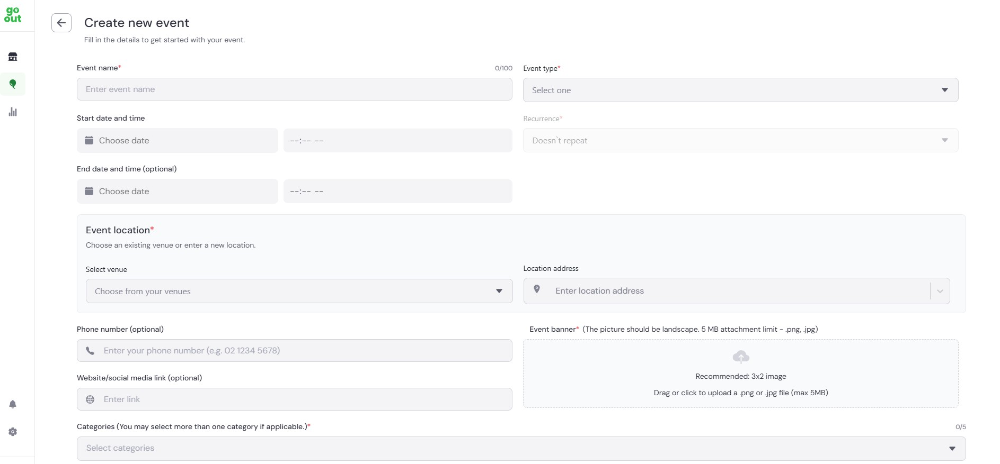 go
out
Create new event
Fill in the details to get started with your event.
Event name*
0/100
Enter event name
Event type*
Select one
Start date and time
Choose date
--:-- --
Recurrence*
Doesn`t repeat
End date and time (optional)
Choose date
--:-- --
Event location*
Choose an existing venue or enter a new location.
Select venue
Choose from your venues
Location address
Enter location address
Phone number (optional)
Enter your phone number (e.g. 02 1234 5678)
Event banner* (The picture should be landscape. 5 MB attachment limit - .png, .jpg)
Recommended: 3x2 image
Drag or click to upload a .png or .jpg file (max 5MB)
Website/social media link (optional)
Enter link
Categories (You may select more than one category if applicable.)*
0/5
Select categories